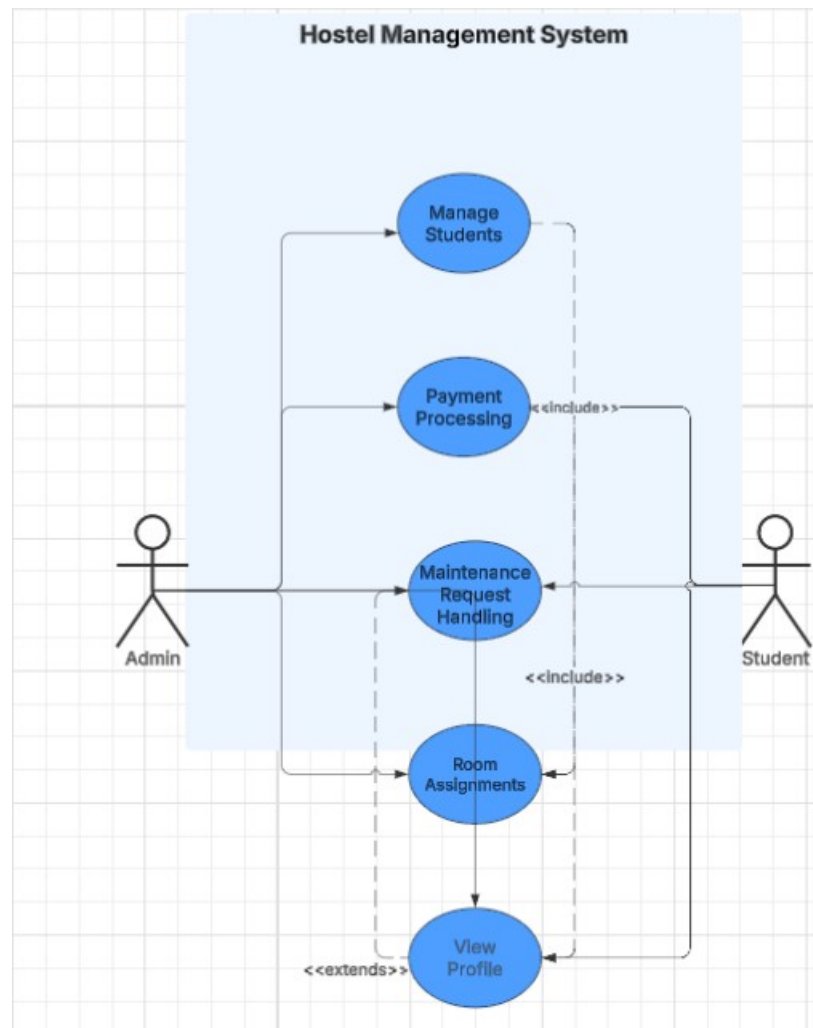 Hostel Management System
Manage
Students
Payment
Processing
<<include>>
Maintenance
Request
Handling
Admin
Student
<<include>>
Room
Assignments
View
Profile
<<extends>>